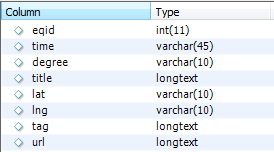 Column Type
eqid int(11)
time varchar(45)
degree varchar(10)
title longtext
lat varchar(10)
lng varchar(10)
tag longtext
url longtext